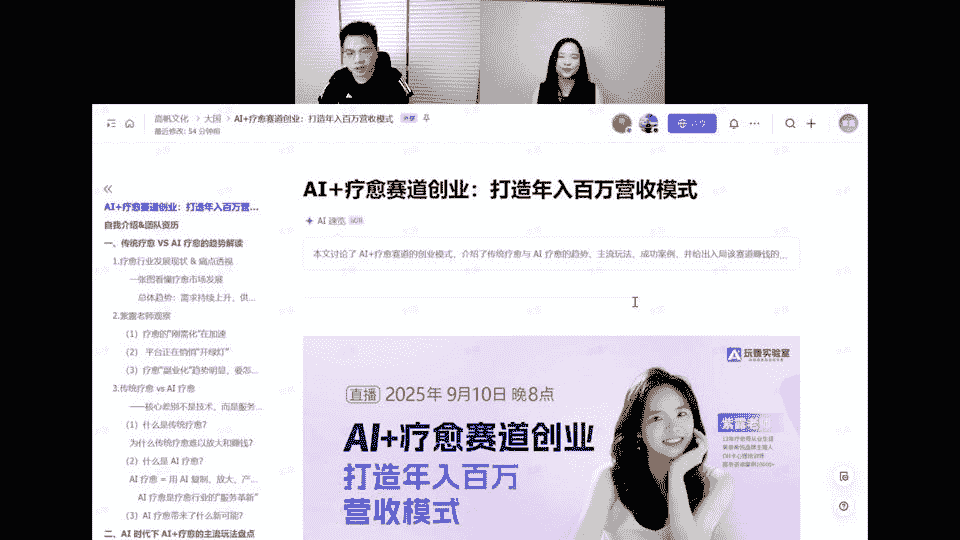 高帆文化 > 大国 > AI+疗愈赛道创业：打造年入百万营收模式
最近修改: 54 分钟前
AI+疗愈赛道创业：打造年入百万营...
自我介绍&团队资历
一、传统疗愈 VS AI 疗愈的趋势解读
1.疗愈行业发展现状 & 痛点透视
一张图看懂疗愈市场发展
总体趋势：需求持续上升，供...
2.紫露老师观察
（1）疗愈的“刚需化”在加速
（2） 平台正在悄悄“开绿灯”
（3）疗愈“副业化”趋势明显，要怎...
3.传统疗愈 vs AI 疗愈
——核心差别不是技术，而是服务...
（1）什么是传统疗愈?
为什么传统疗愈难以放大和赚钱?
（2）什么是 AI 疗愈?
AI 疗愈 = 用 AI 复制、放大、产...
AI 疗愈是疗愈行业的“服务革新”
（3）AI 疗愈带来了什么新可能?
二、AI 时代下 AI+疗愈的主流玩法盘点
AI+疗愈赛道创业：打造年入百万营收模式
AI 速览
本文讨论了 AI+疗愈赛道的创业模式，介绍了传统疗愈与 AI 疗愈的趋势、主流玩法、成功案例，并给出入局该赛道赚钱的...
玩赚实验室
直播 2025年 9月10日 晚8点
AI+疗愈赛道创业
打造年入百万
营收模式
紫露老师